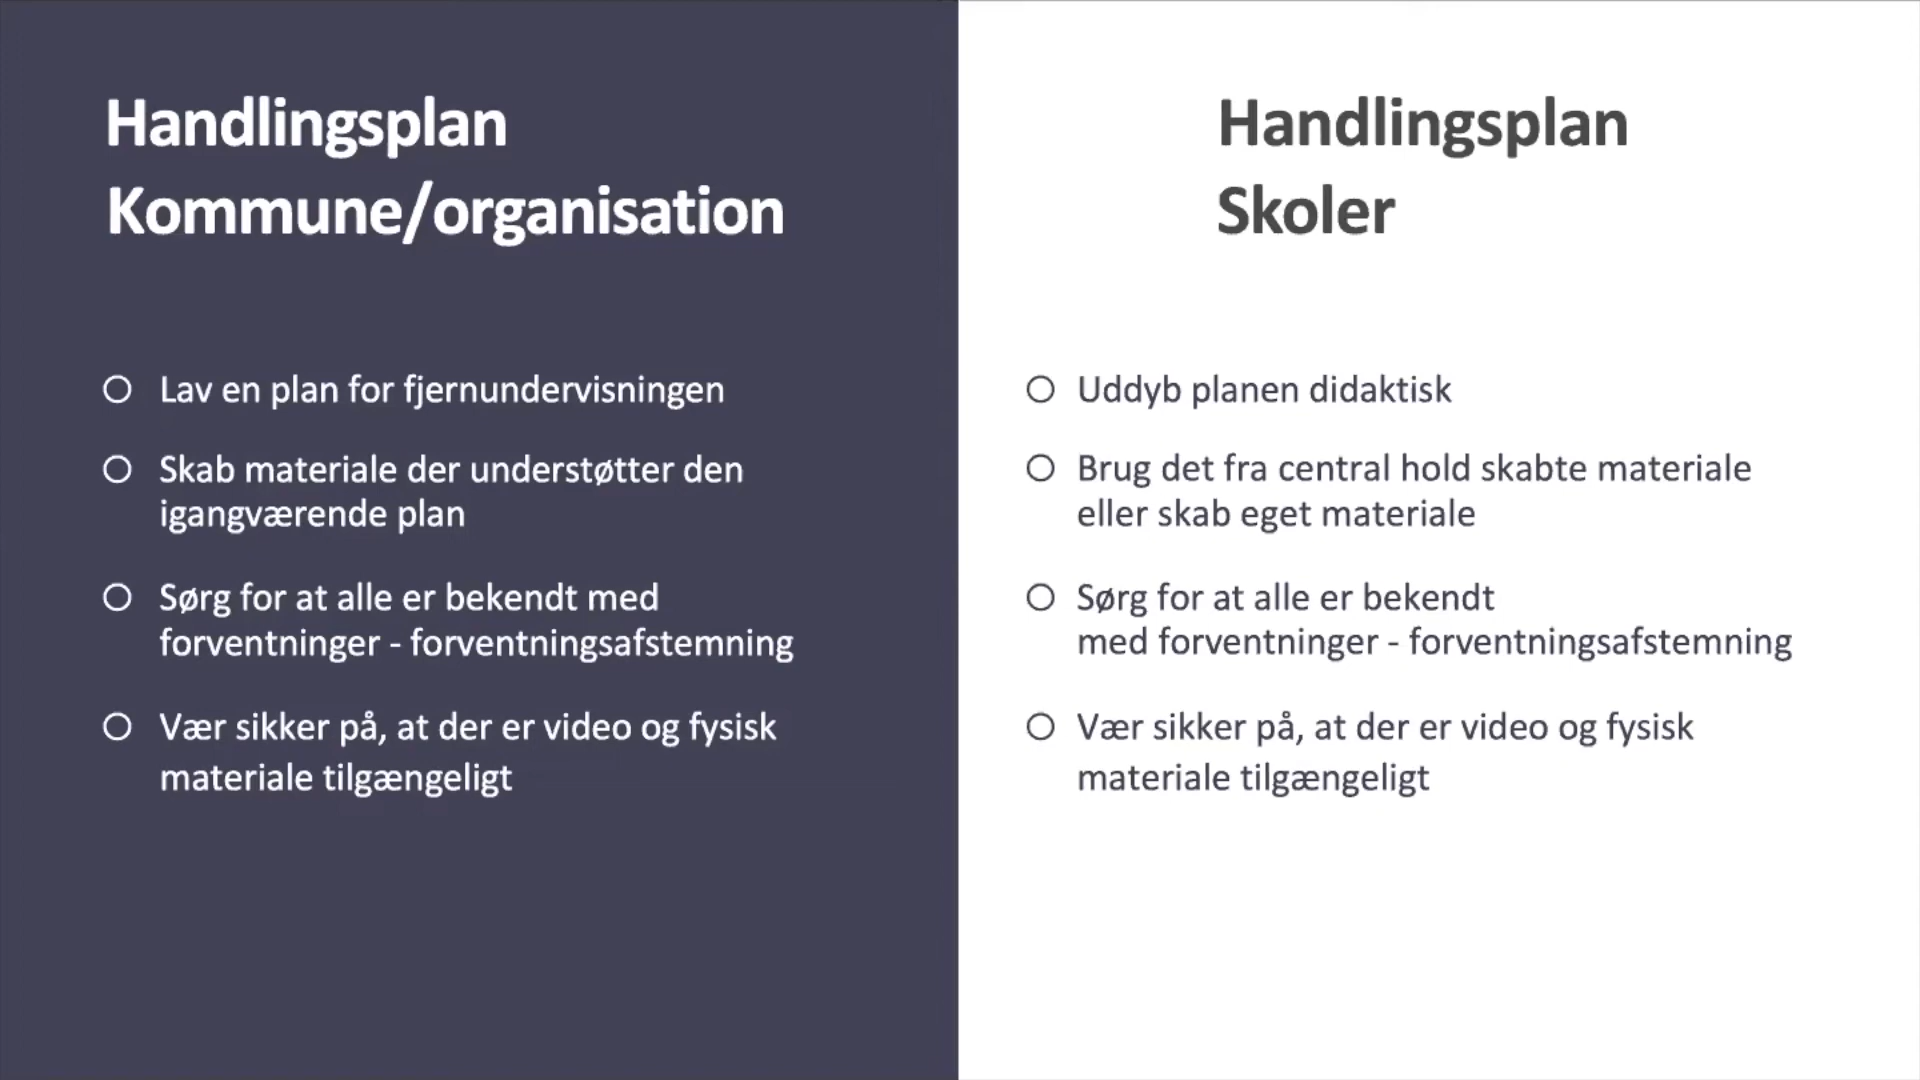 Handlingsplan
Kommune/organisation
Lav en plan for fjernundervisningen
Skab materiale der understøtter den
igangværende plan
Sørg for at alle er bekendt med
forventninger - forventningsafstemning
Vær sikker på, at der er video og fysisk
materiale tilgængeligt
Handlingsplan
Skoler
Uddyb planen didaktisk
Brug det fra central hold skabte materiale
eller skab eget materiale
Sørg for at alle er bekendt
med forventninger - forventningsafstemning
Vær sikker på, at der er video og fysisk
materiale tilgængeligt